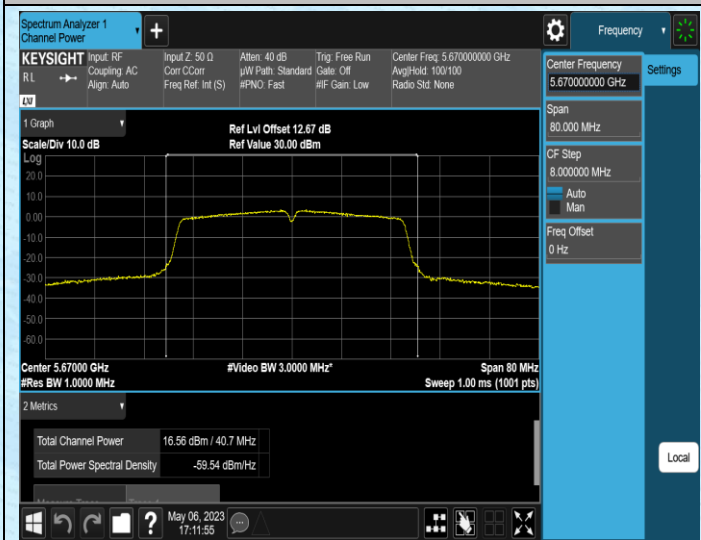 Spectrum Analyzer 1
Channel Power
Frequency
KEYSIGHT
R L
LXI
Input: RF
Coupling: AC
Align: Auto
Input Z: 50 Ω
Corr CCorr
Freq Ref: Int (S)
Atten: 40 dB
µW Path: Standard
#PNO: Fast
Trig: Free Run
Gate: Off
#IF Gain: Low
Center Freq: 5.670000000 GHz
Avg|Hold: 100/100
Radio Std: None
Center Frequency
5.670000000 GHz
Settings
Span
80.000 MHz
CF Step
8.000000 MHz
Auto
Man
Freq Offset
0 Hz
1 Graph
Scale/Div 10.0 dB
Ref Lvl Offset 12.67 dB
Ref Value 30.00 dBm
Log
20.0
10.0
0.00
-10.0
-20.0
-30.0
-40.0
-50.0
-60.0
Center 5.67000 GHz
#Video BW 3.0000 MHz*
Span 80 MHz
#Res BW 1.0000 MHz
Sweep 1.00 ms (1001 pts)
2 Metrics
Total Channel Power 16.56 dBm / 40.7 MHz
Total Power Spectral Density -59.54 dBm/Hz
Local
?
May 06, 2023
17:11:55